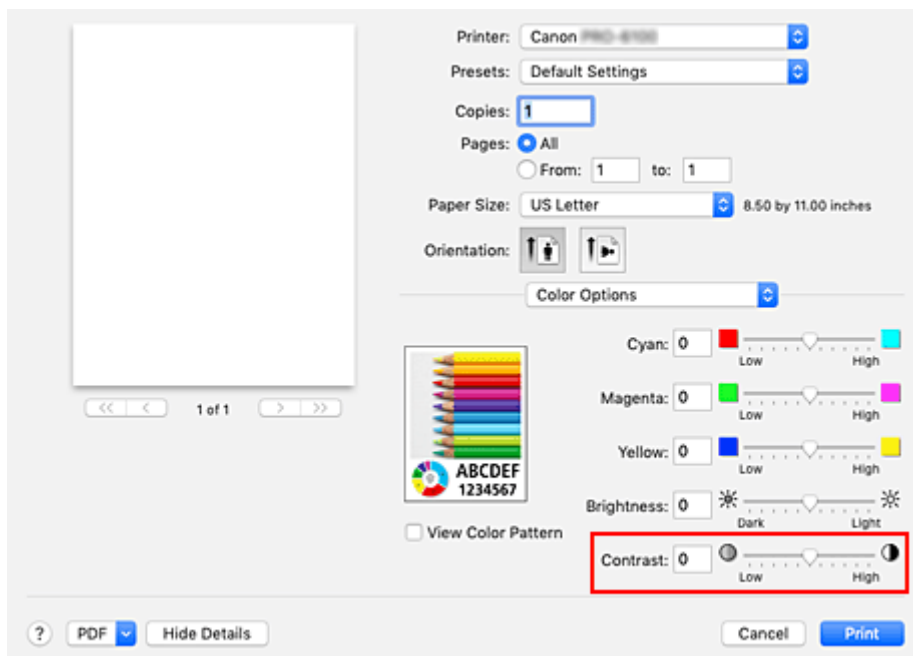 Printer: Canon
Presets: Default Settings
Copies: 1
Pages: All
From: 1 to: 1
Paper Size: US Letter 8.50 by 11.00 inches
Orientation:
Color Options
Cyan: 0
Low High
Magenta: 0
Low High
Yellow: 0
Low High
Brightness: 0
Dark Light
Contrast: 0
Low High
<< < 1 of 1 > >>
ABCDEF
1234567
View Color Pattern
? PDF Hide Details Cancel Print